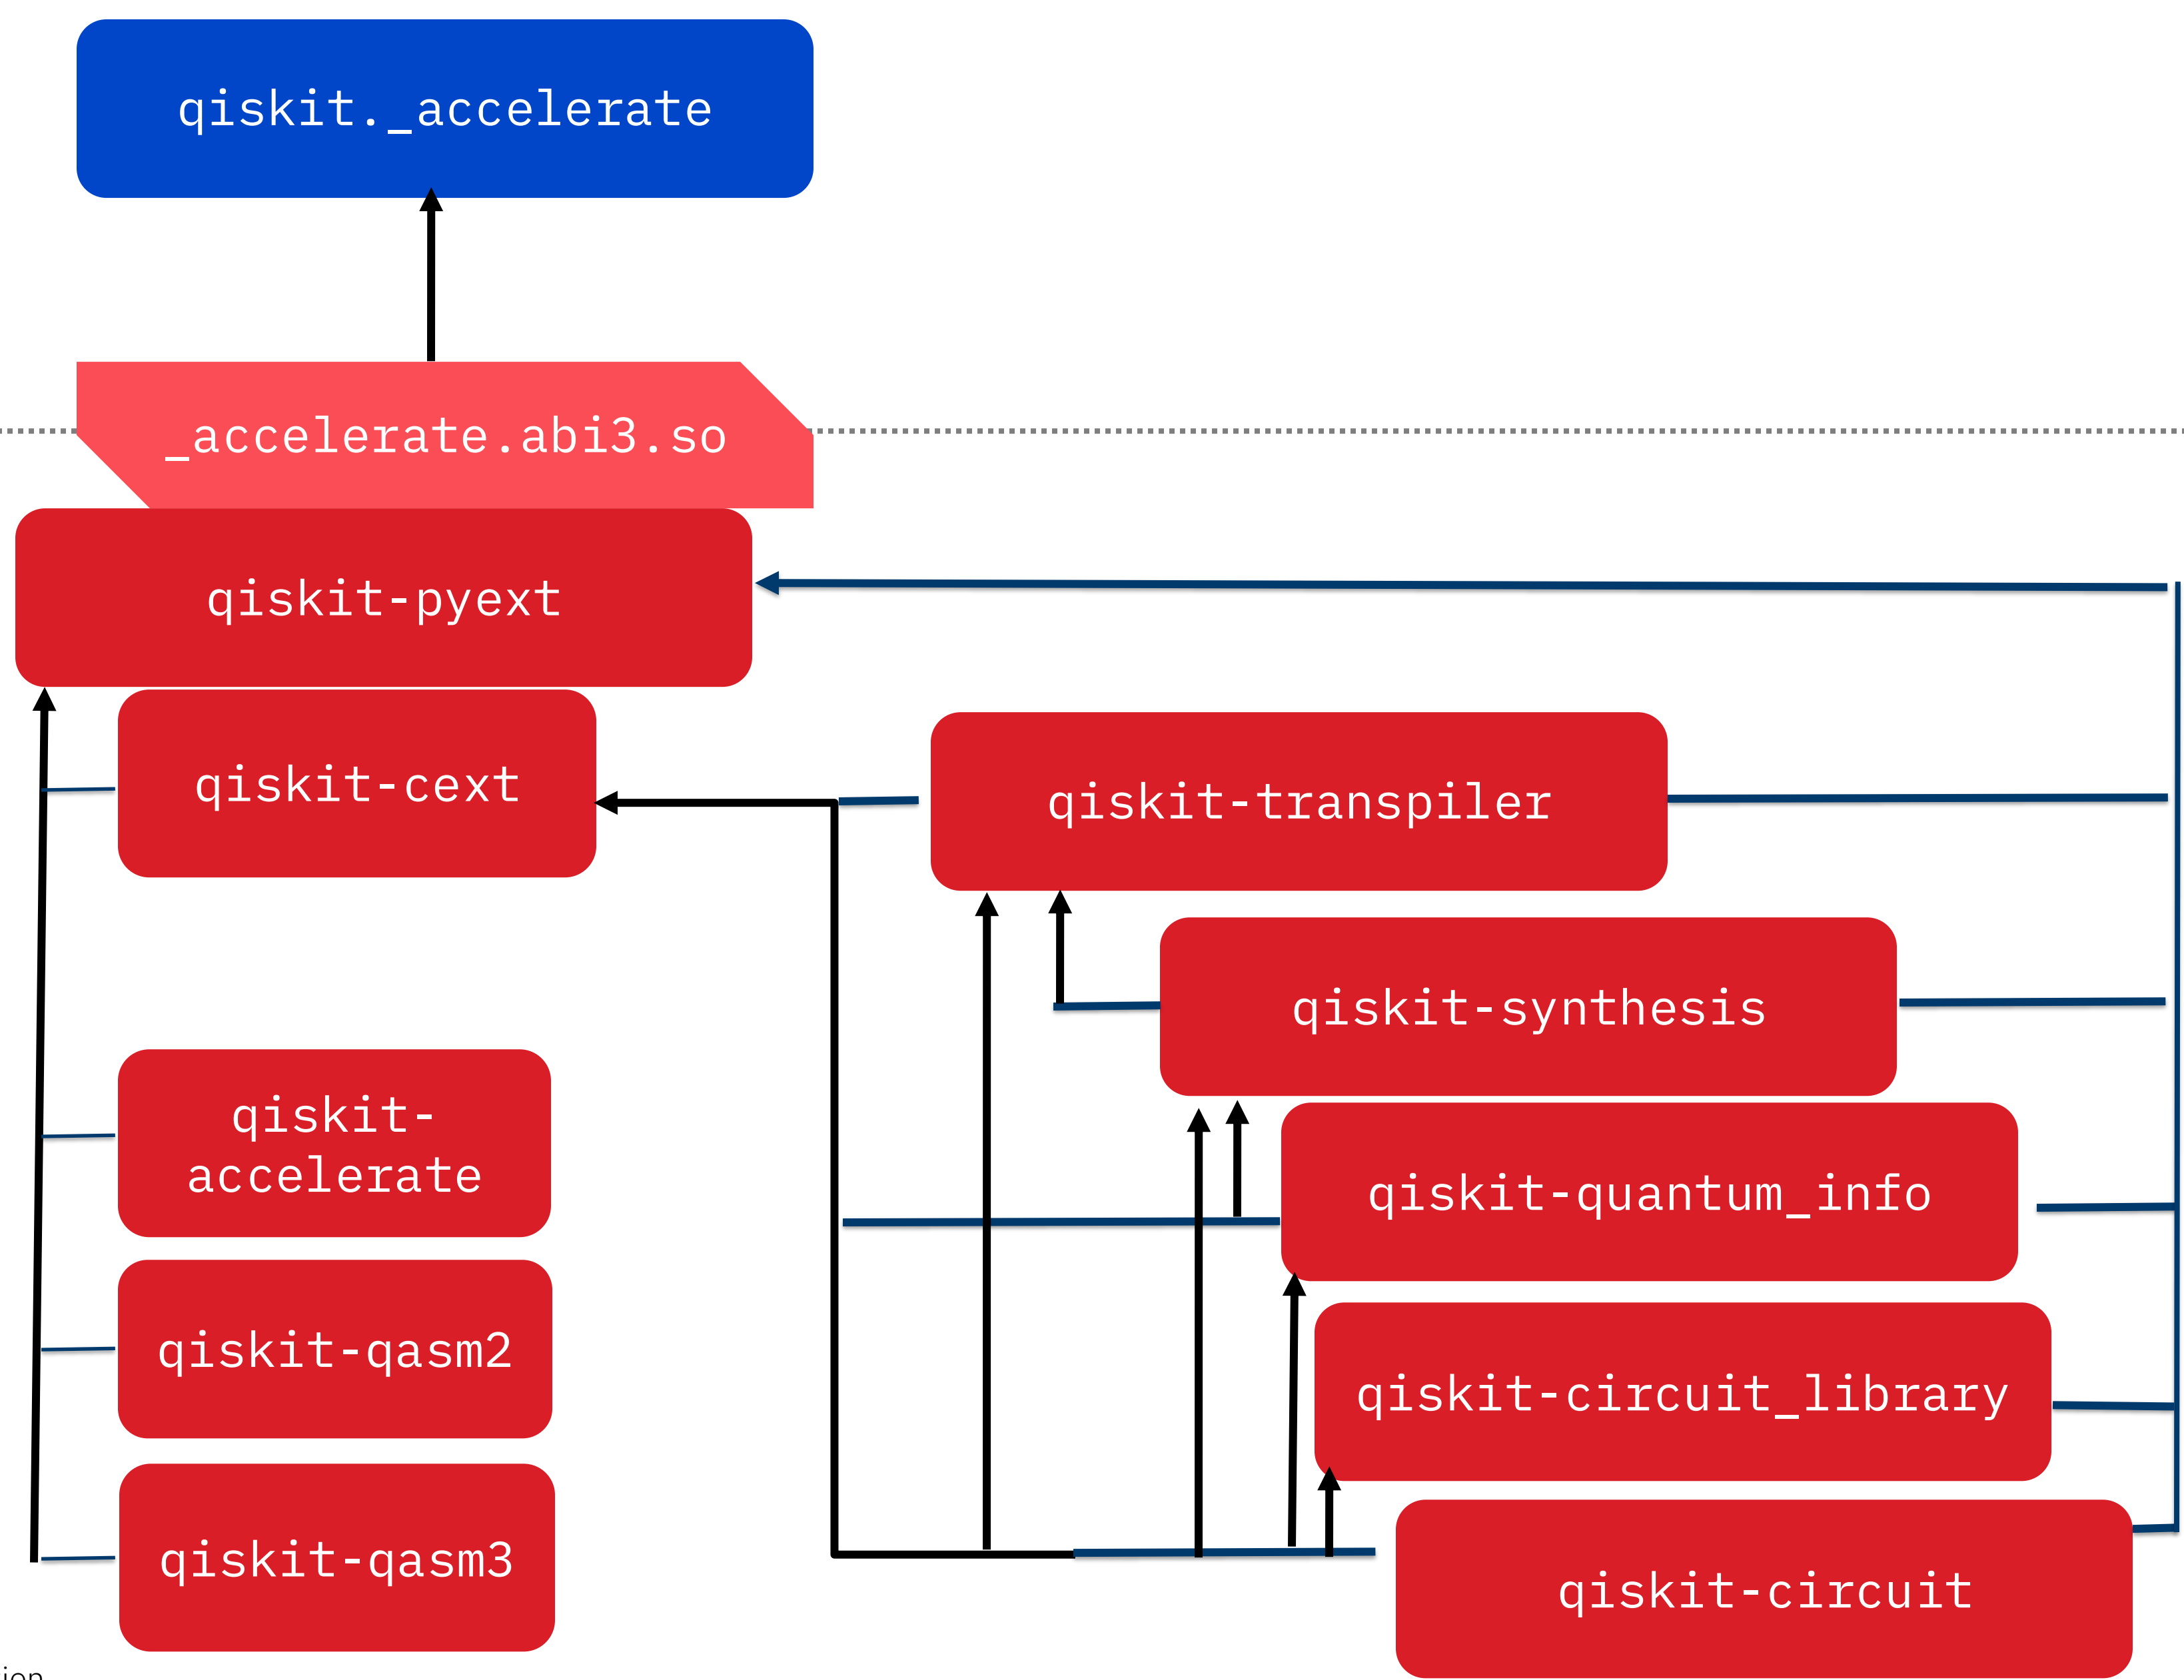 qiskit._accelerate
_accelerate.abi3.so
qiskit-pyext
qiskit-cext
qiskit-transpiler
qiskit-synthesis
qiskit-
accelerate
qiskit-quantum_info
qiskit-qasm2
qiskit-circuit_library
qiskit-qasm3
qiskit-circuit